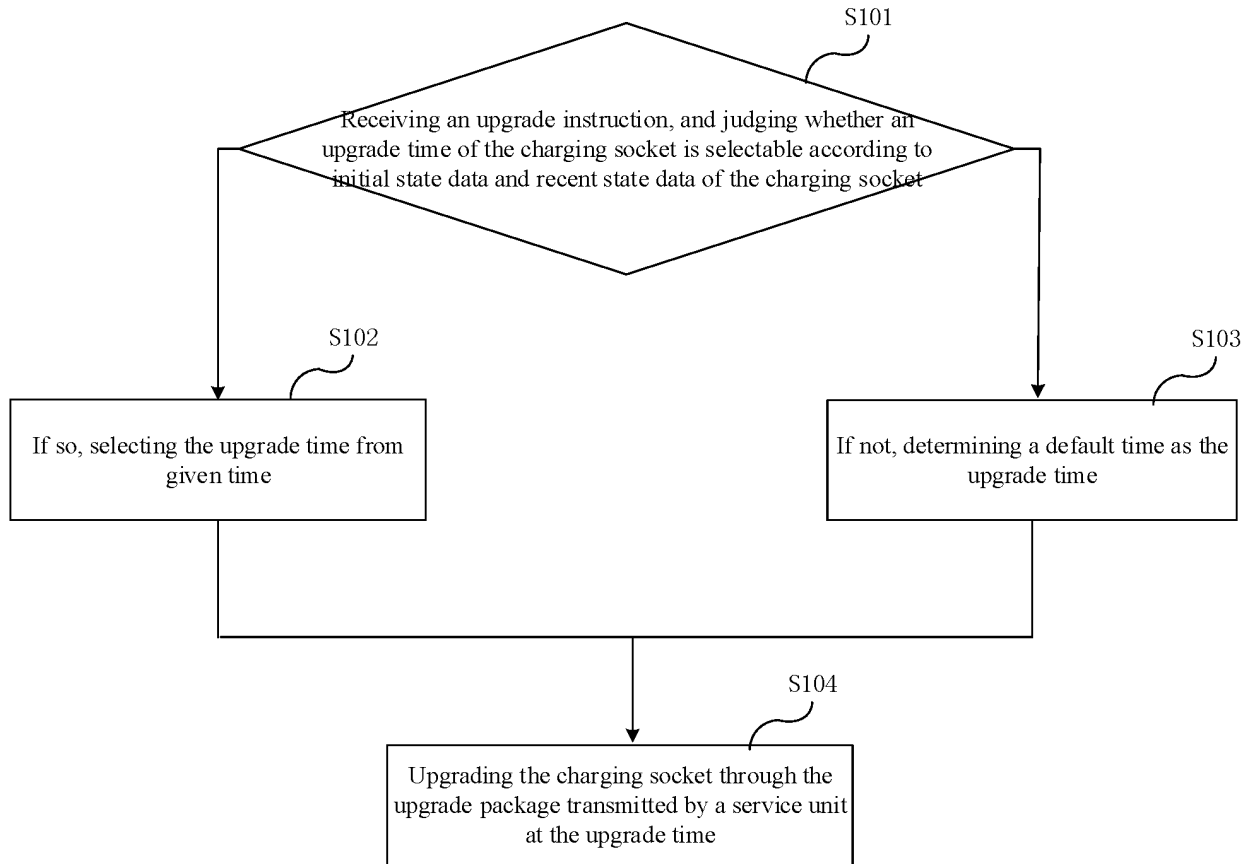 S101
Receiving an upgrade instruction, and judging whether an
upgrade time of the charging socket is selectable according to
initial state data and recent state data of the charging socket
S102
If so, selecting the upgrade time from
given time
S103
If not, determining a default time as the
upgrade time
S104
Upgrading the charging socket through the
upgrade package transmitted by a service unit
at the upgrade time